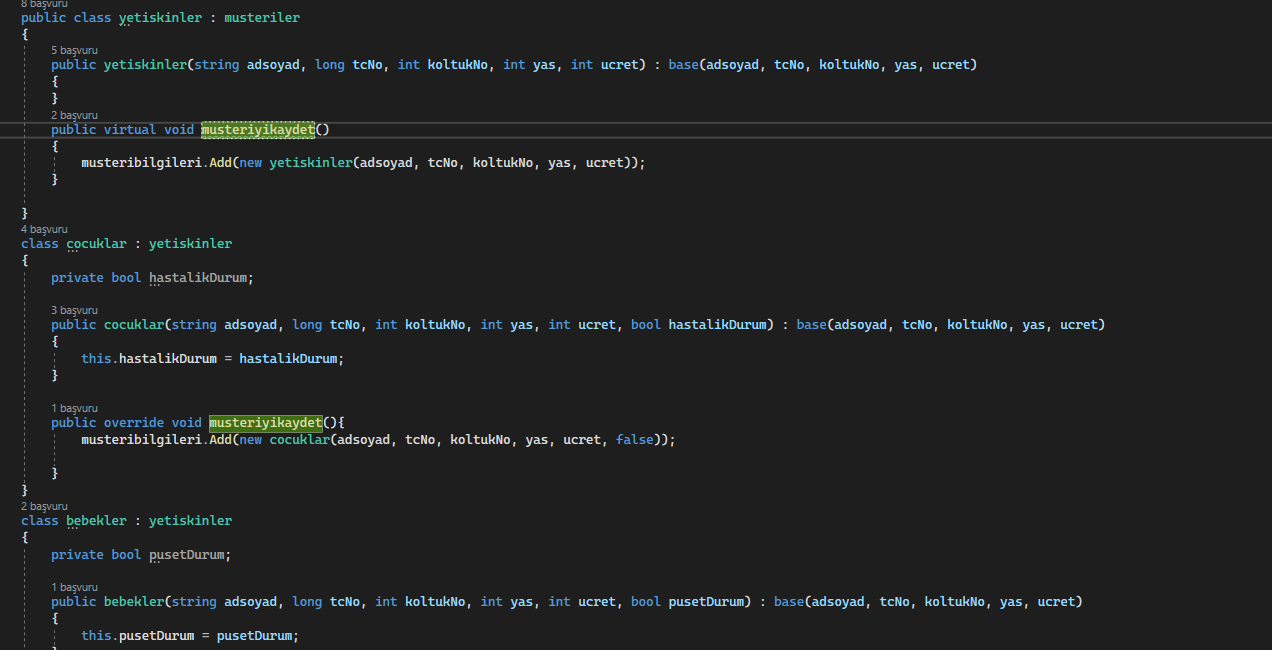 8 başvuru
public class yetiskinler : musteriler
{
5 başvuru
public yetiskinler(string adsoyad, long tcNo, int koltukNo, int yas, int ucret) : base(adsoyad, tcNo, koltukNo, yas, ucret)
{
}
2 başvuru
public virtual void musteriyikaydet()
{
musteribilgileri.Add(new yetiskinler(adsoyad, tcNo, koltukNo, yas, ucret));
}
}
4 başvuru
class cocuklar : yetiskinler
{
private bool hastalikDurum;
3 başvuru
public cocuklar(string adsoyad, long tcNo, int koltukNo, int yas, int ucret, bool hastalikDurum) : base(adsoyad, tcNo, koltukNo, yas, ucret)
{
this.hastalikDurum = hastalikDurum;
}
1 başvuru
public override void musteriyikaydet(){
musteribilgileri.Add(new cocuklar(adsoyad, tcNo, koltukNo, yas, ucret, false));
}
}
2 başvuru
class bebekler : yetiskinler
{
private bool pusetDurum;
1 başvuru
public bebekler(string adsoyad, long tcNo, int koltukNo, int yas, int ucret, bool pusetDurum) : base(adsoyad, tcNo, koltukNo, yas, ucret)
{
this.pusetDurum = pusetDurum;
}